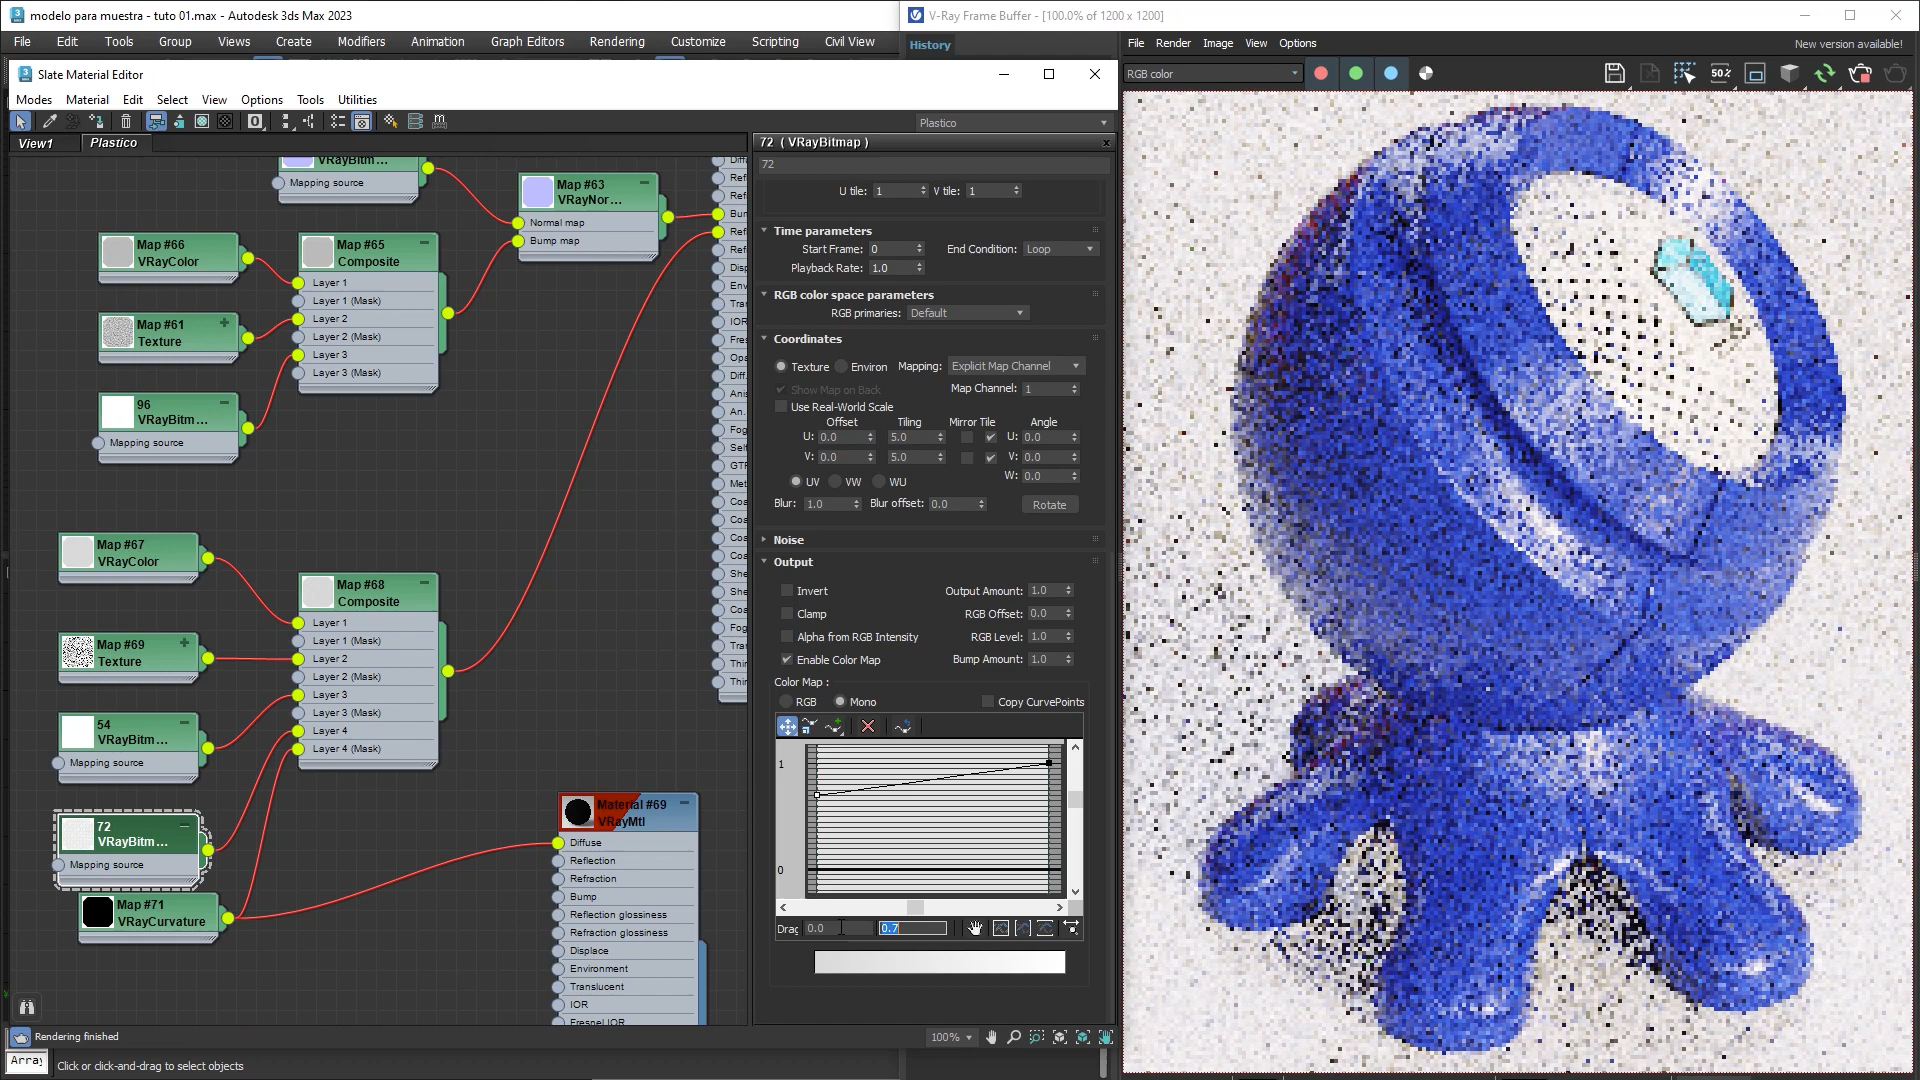 modelo para muestra - tuto 01.max - Autodesk 3ds Max 2023
V-Ray Frame Buffer - [100.0% of 1200 x 1200]
File Edit Tools Group Views Create Modifiers Animation Graph Editors Rendering Customize Scripting Civil View
History
File Render Image View Options
New version available!
Slate Material Editor
RGB color
50%
Modes Material Edit Select View Options Tools Utilities
Plastico
View1
Plastico
72 ( VRayBitmap )
72
VRayBitm...
Mapping source
Map #63
VRayNor...
Normal map
Bump map
Map #66
VRayColor
Map #65
Composite
Layer 1
Layer 1 (Mask)
Layer 2
Layer 2 (Mask)
Layer 3
Layer 3 (Mask)
Map #61
Texture
96
VRayBitm...
Mapping source
Map #67
VRayColor
Map #68
Composite
Layer 1
Layer 1 (Mask)
Layer 2
Layer 2 (Mask)
Layer 3
Layer 3 (Mask)
Layer 4
Layer 4 (Mask)
Map #69
Texture
54
VRayBitm...
Mapping source
72
VRayBitm...
Mapping source
Map #71
VRayCurvature
Material #69
VRayMtl
Diffuse
Reflection
Refraction
Bump
Reflection glossiness
Refraction glossiness
Displace
Environment
Translucent
IOR
Fresnel IOR
U tile: 1 V tile: 1
Time parameters
Start Frame: 0 End Condition: Loop
Playback Rate: 1.0
RGB color space parameters
RGB primaries: Default
Coordinates
Texture Environ Mapping: Explicit Map Channel
Show Map on Back Map Channel: 1
Use Real-World Scale
Offset Tiling Mirror Tile Angle
U: 0.0 5.0 U: 0.0
V: 0.0 5.0 V: 0.0
W: 0.0
UV VW WU
Blur: 1.0 Blur offset: 0.0 Rotate
Noise
Output
Invert Output Amount: 1.0
Clamp RGB Offset: 0.0
Alpha from RGB Intensity RGB Level: 1.0
Enable Color Map Bump Amount: 1.0
Color Map :
RGB Mono Copy CurvePoints
1
0
Drag 0.0 0.7
Rendering finished
100%
Array
Click or click-and-drag to select objects